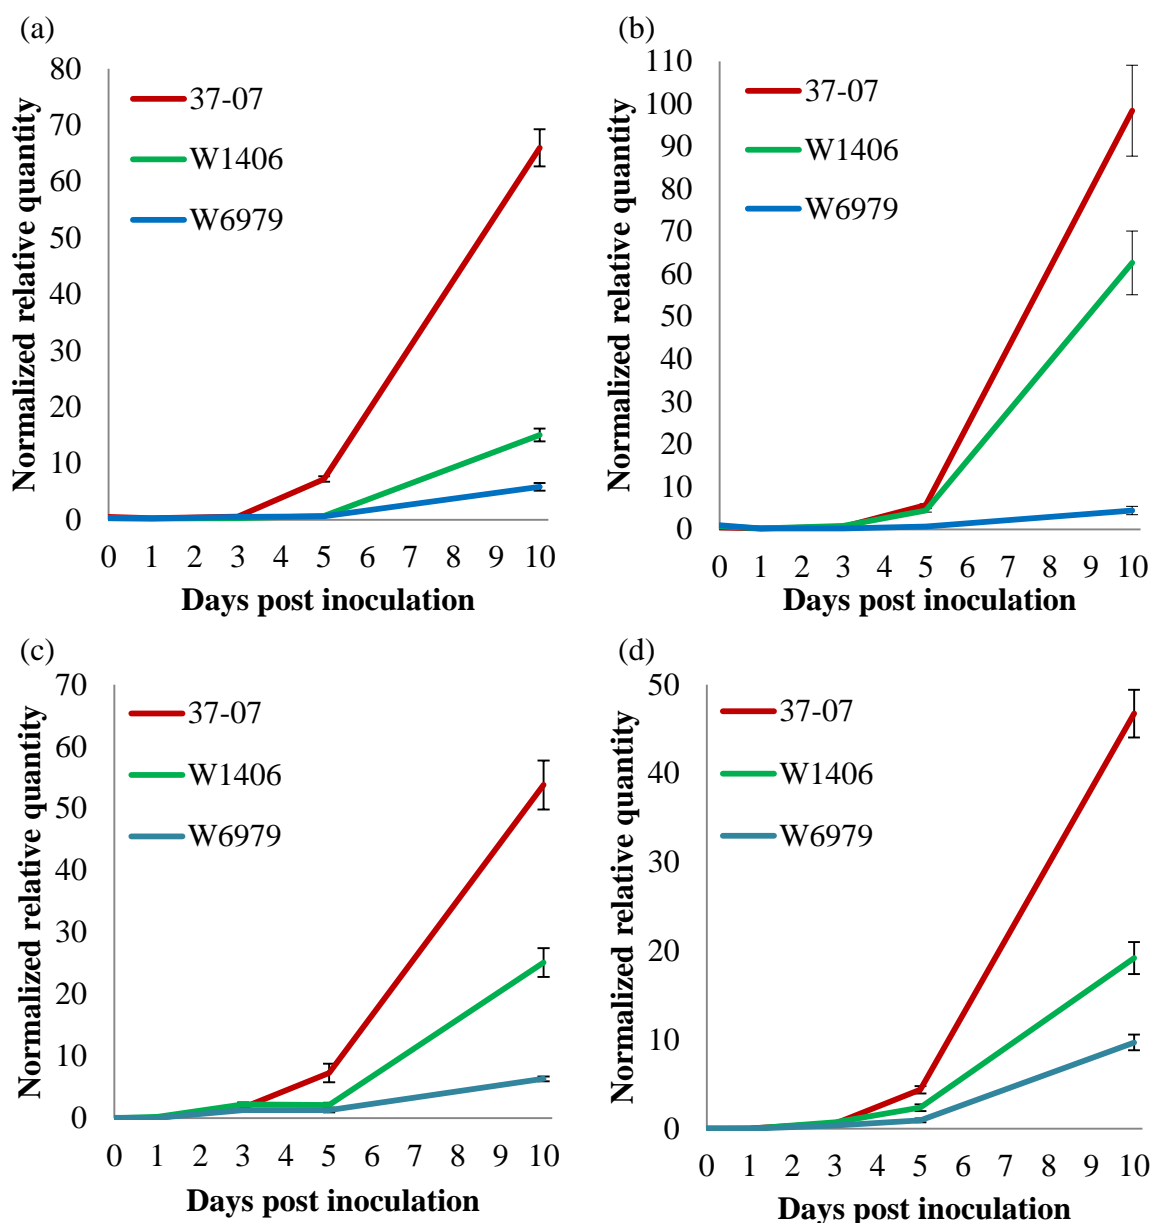 (a)
Normalized relative quantity
80
70
60
50
40
30
20
10
0
37-07
W1406
W6979
0 1 2 3 4 5 6 7 8 9 10
Days post inoculation
(b)
Normalized relative quantity
110
100
90
80
70
60
50
40
30
20
10
0
37-07
W1406
W6979
0 1 2 3 4 5 6 7 8 9 10
Days post inoculation
(c)
Normalized relative quantity
70
60
50
40
30
20
10
0
37-07
W1406
W6979
0 1 2 3 4 5 6 7 8 9 10
Days post inoculation
(d)
Normalized relative quantity
50
40
30
20
10
0
37-07
W1406
W6979
0 1 2 3 4 5 6 7 8 9 10
Days post inoculation